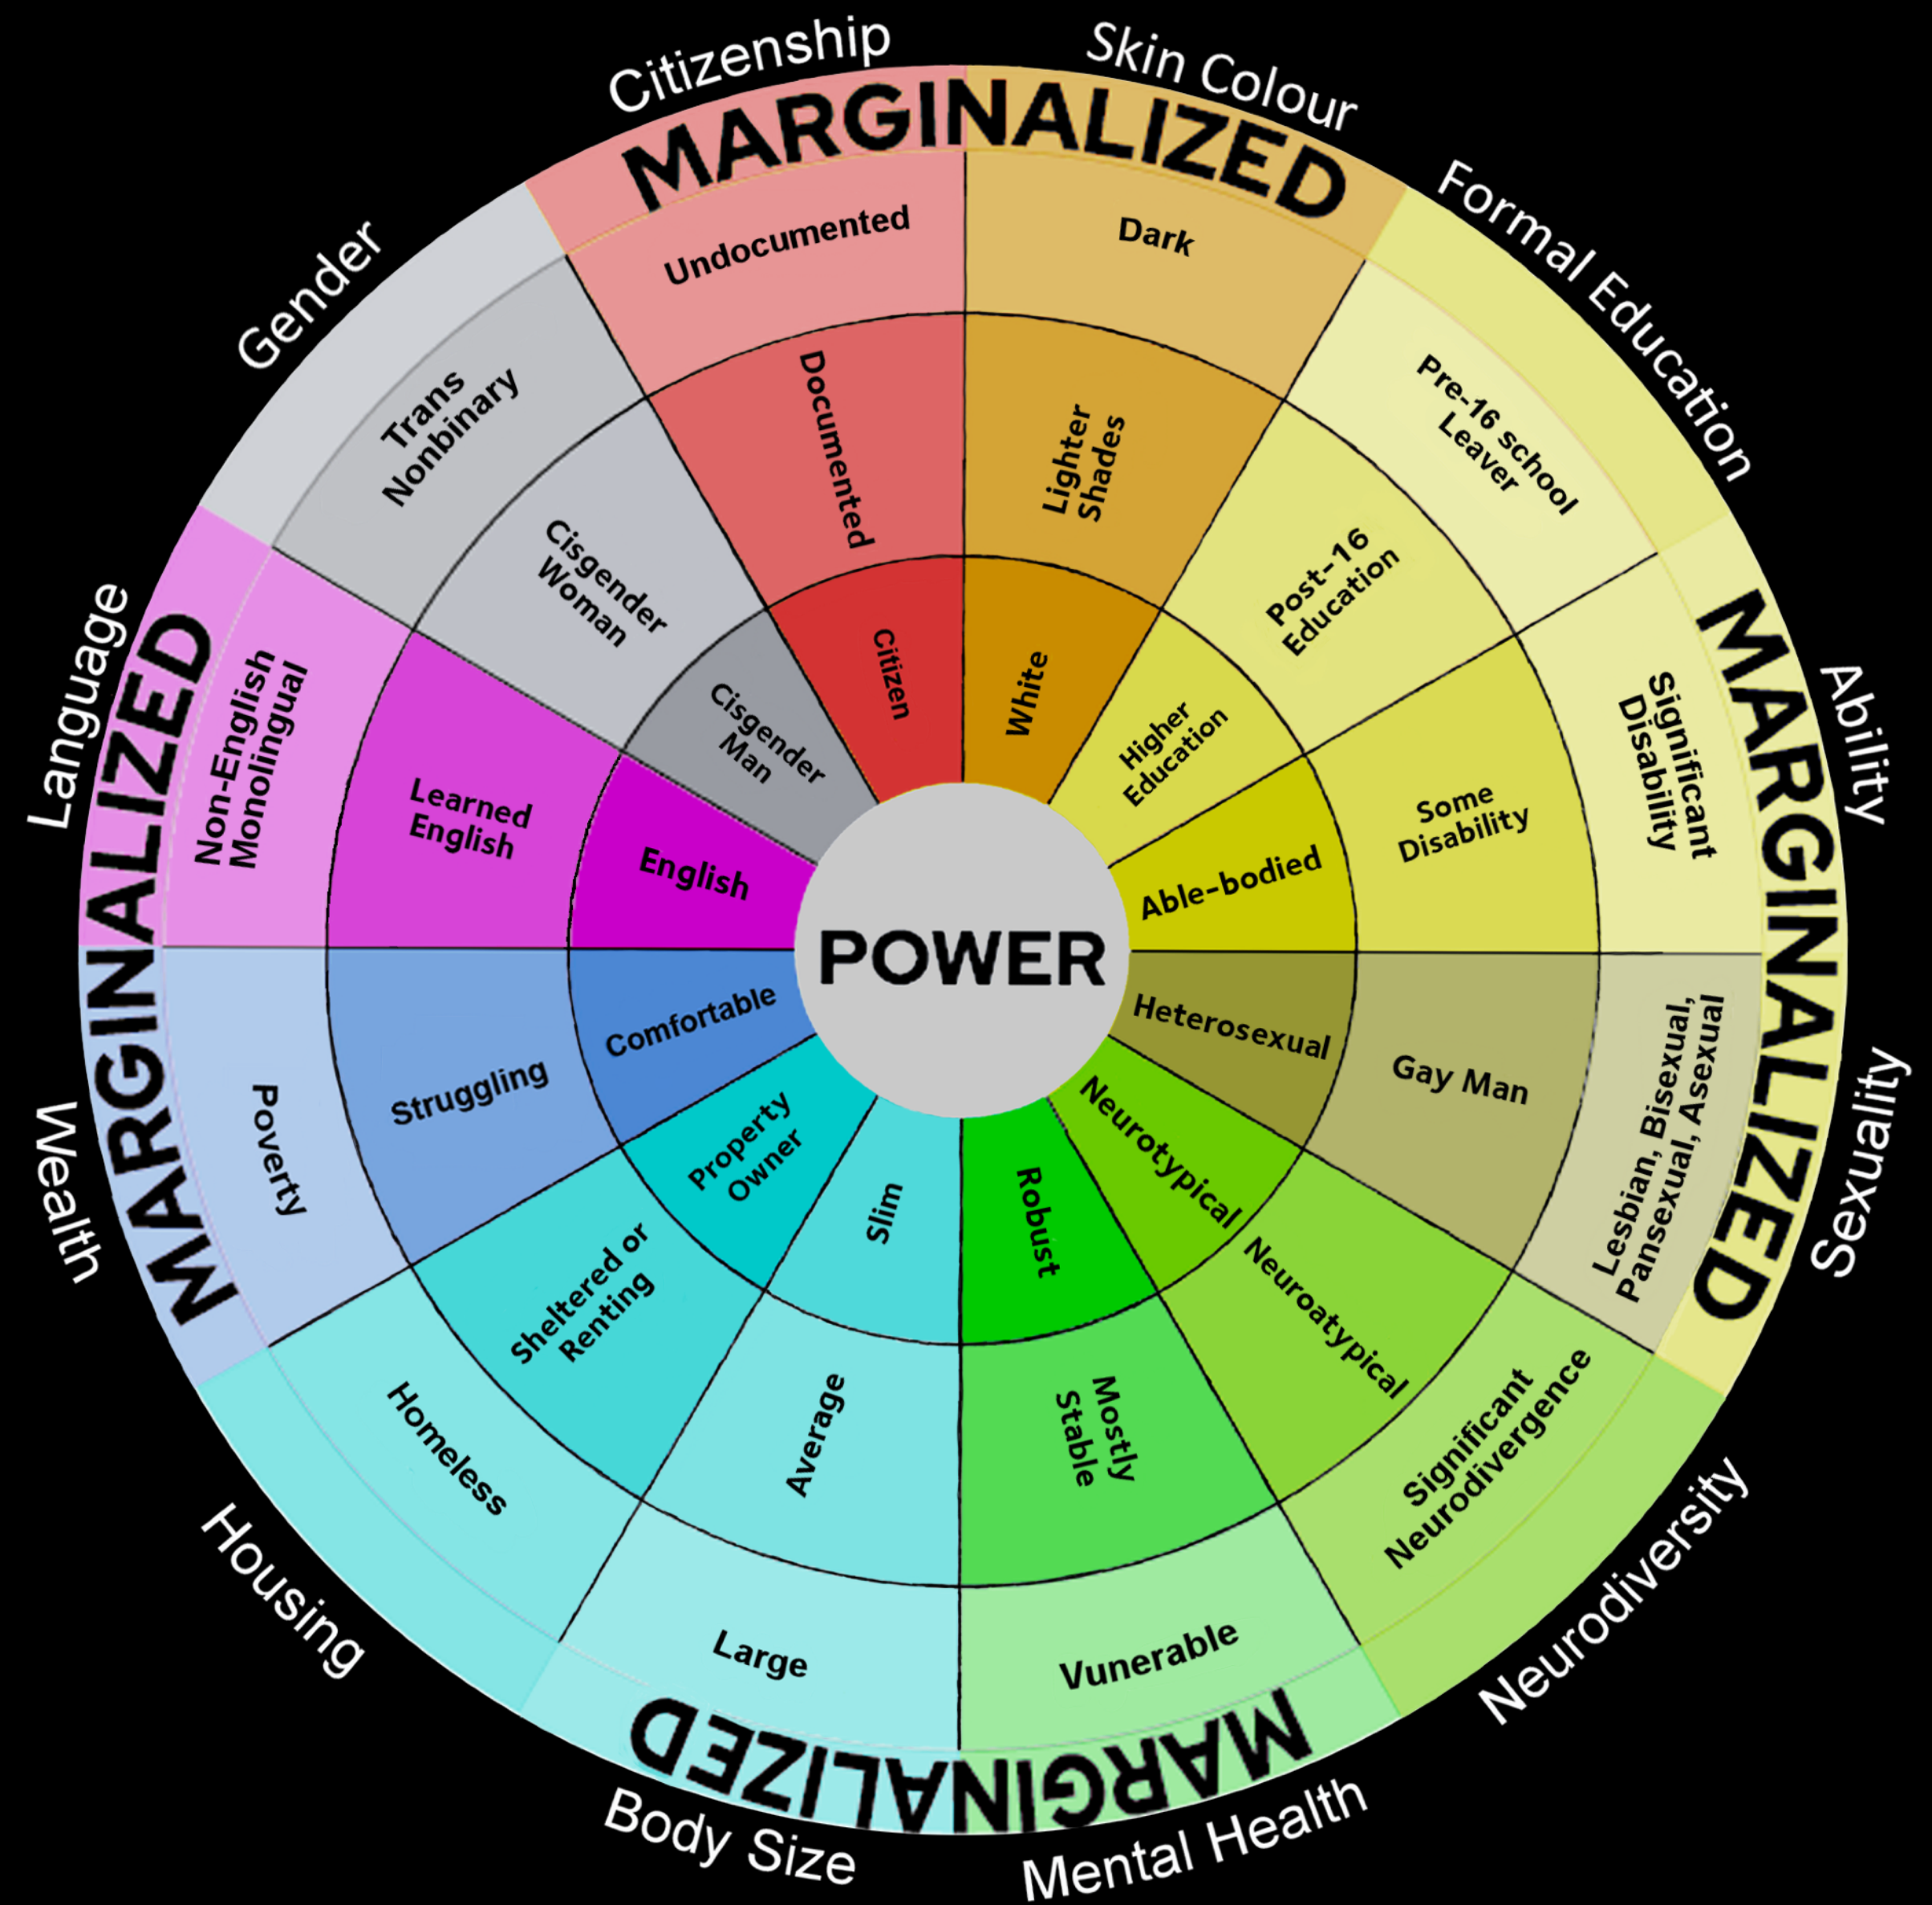 Citizenship
MARGINALIZED
Undocumented
Documented
Citizen
Skin Colour
Dark
Lighter
Shades
White
Formal Education
Pre-16 school
Leaver
Post-16
Education
Higher
Education
Ability
MARGINALIZED
Significant
Disability
Some
Disability
Able-bodied
Sexuality
Lesbian, Bisexual,
Pansexual, Asexual
Gay Man
Heterosexual
Neurodiversity
Significant
Neurodivergence
Neuroatypical
Neurotypical
Mental Health
MARGINALIZED
Vunerable
Mostly
Stable
Robust
Body Size
Large
Average
Slim
Housing
Homeless
Sheltered or
Renting
Property
Owner
Wealth
MARGINALIZED
Poverty
Struggling
Comfortable
Language
Non-English
Monolingual
Learned
English
English
Gender
Trans
Nonbinary
Cisgender
Woman
Cisgender
Man
POWER